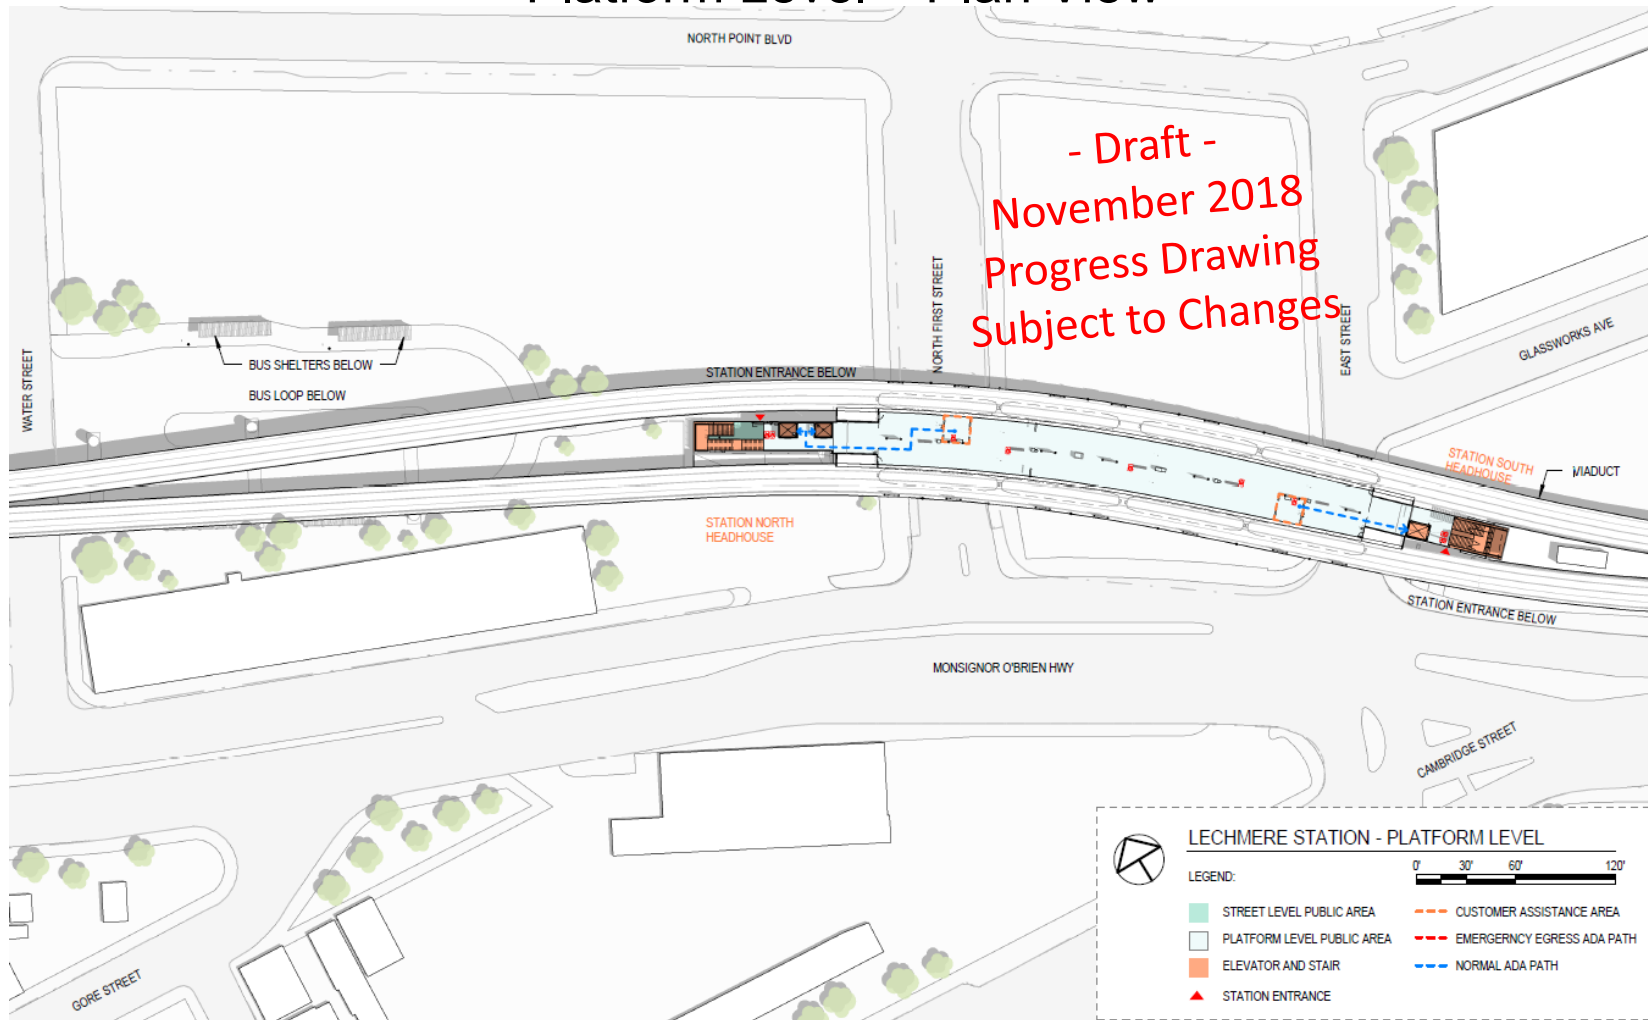 Platform Level – Plan View
NORTH POINT BLVD
- Draft -
November 2018
Progress Drawing
Subject to Changes
NORTH FIRST STREET
EAST STREET
GLASSWORKS AVE
WATER STREET
BUS SHELTERS BELOW
BUS LOOP BELOW
STATION ENTRANCE BELOW
STATION SOUTH
HEADHOUSE
VIADUCT
STATION NORTH
HEADHOUSE
STATION ENTRANCE BELOW
MONSIGNOR O'BRIEN HWY
CAMBRIDGE STREET
GORE STREET
LECHMERE STATION - PLATFORM LEVEL
LEGEND:
0' 30' 60' 120'
STREET LEVEL PUBLIC AREA
PLATFORM LEVEL PUBLIC AREA
ELEVATOR AND STAIR
STATION ENTRANCE
CUSTOMER ASSISTANCE AREA
EMERGERNCY EGRESS ADA PATH
NORMAL ADA PATH